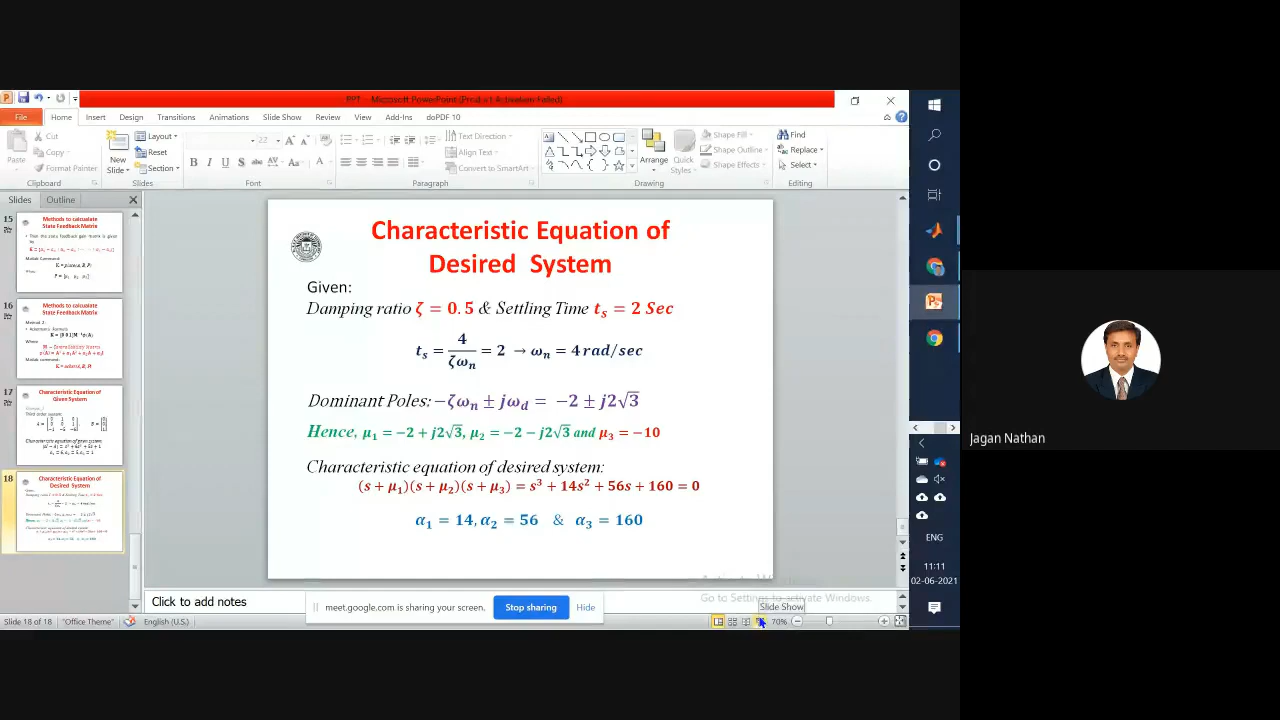 PPT - Microsoft PowerPoint (Product Activation Failed)
File Home Insert Design Transitions Animations Slide Show Review View Add-Ins doPDF 10
Paste Cut Copy Format Painter Clipboard
New Slide Layout Reset Section Slides
22 Font
Text Direction Align Text Convert to SmartArt Paragraph
Arrange Quick Styles Shape Fill Shape Outline Shape Effects Drawing
Find Replace Select Editing
Slides Outline
15
Methods to calculate
State Feedback Matrix
16
Methods to calculate
State Feedback Matrix
17
Characteristic Equation of
Given System
18
Characteristic Equation of
Desired System
Characteristic Equation of
Desired System
Given:
Damping ratio ζ = 0.5 & Settling Time tₛ = 2 Sec
tₛ = 4/ζωₙ = 2 → ωₙ = 4 rad/sec
Dominant Poles: −ζωₙ ± jω_d = −2 ± j2√3
Hence, μ₁ = −2 + j2√3, μ₂ = −2 − j2√3 and μ₃ = −10
Characteristic equation of desired system:
(s + μ₁)(s + μ₂)(s + μ₃) = s³ + 14s² + 56s + 160 = 0
α₁ = 14, α₂ = 56 & α₃ = 160
Click to add notes
meet.google.com is sharing your screen. Stop sharing Hide
Go to Settings to activate Windows.
Slide Show
Slide 18 of 18 "Office Theme" English (U.S.) 70%
ENG
11:11
02-06-2021
Jagan Nathan